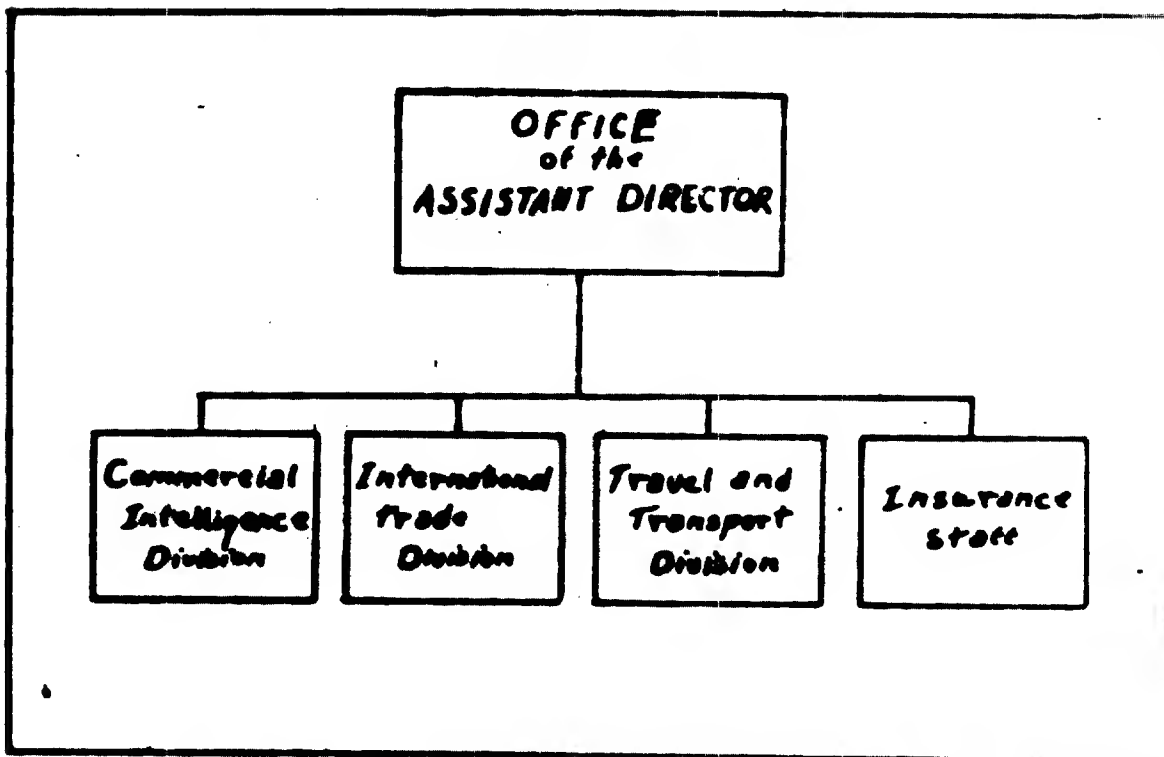 OFFICE
of the
ASSISTANT DIRECTOR
Commercial
Intelligence
Division
International
trade
Division
Travel and
Transport
Division
Insurance
staff